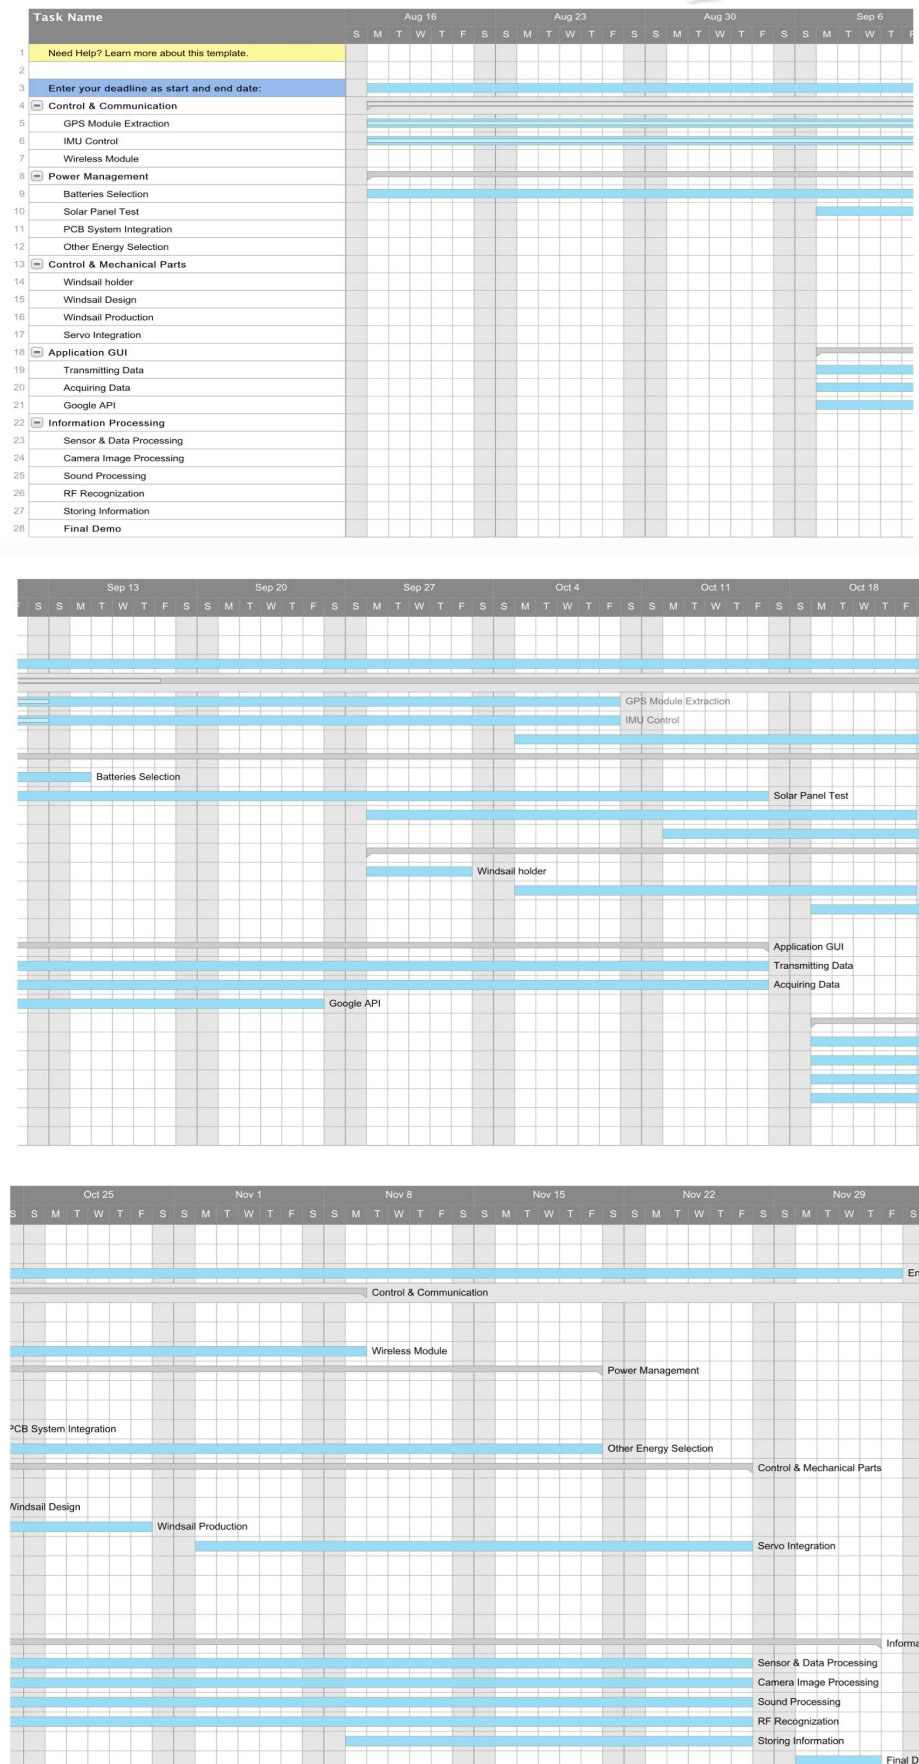 Task Name Aug 16 Aug 23 Aug 30 Sep 6
S M T W T F S S M T W T F S S M T W T F S S M T W T F
1 Need Help? Learn more about this template.
2
3 Enter your deadline as start and end date:
4 Control & Communication
5 GPS Module Extraction
6 IMU Control
7 Wireless Module
8 Power Management
9 Batteries Selection
10 Solar Panel Test
11 PCB System Integration
12 Other Energy Selection
13 Control & Mechanical Parts
14 Windsail holder
15 Windsail Design
16 Windsail Production
17 Servo Integration
18 Application GUI
19 Transmitting Data
20 Acquiring Data
21 Google API
22 Information Processing
23 Sensor & Data Processing
24 Camera Image Processing
25 Sound Processing
26 RF Recognization
27 Storing Information
28 Final Demo
Sep 13 Sep 20 Sep 27 Oct 4 Oct 11 Oct 18
F S S M T W T F S S M T W T F S S M T W T F S S M T W T F S S M T W T F S S M T W T F
GPS Module Extraction
IMU Control
Batteries Selection
Solar Panel Test
Windsail holder
Application GUI
Transmitting Data
Acquiring Data
Google API
Oct 25 Nov 1 Nov 8 Nov 15 Nov 22 Nov 29
S S M T W T F S S M T W T F S S M T W T F S S M T W T F S S M T W T F S S M T W T F S
En
Control & Communication
Wireless Module
Power Management
PCB System Integration
Other Energy Selection
Control & Mechanical Parts
Windsail Design
Windsail Production
Servo Integration
Informa
Sensor & Data Processing
Camera Image Processing
Sound Processing
RF Recognization
Storing Information
Final D